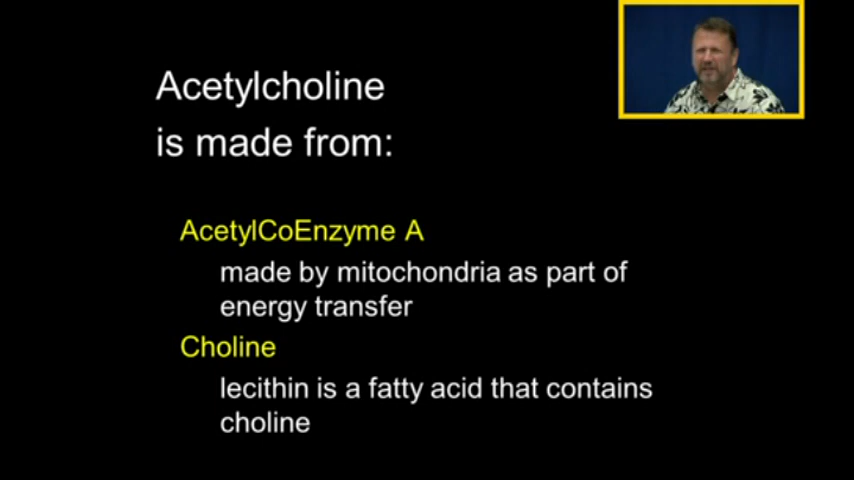 Acetylcholine
is made from:
AcetylCoEnzyme A
made by mitochondria as part of
energy transfer
Choline
lecithin is a fatty acid that contains
choline